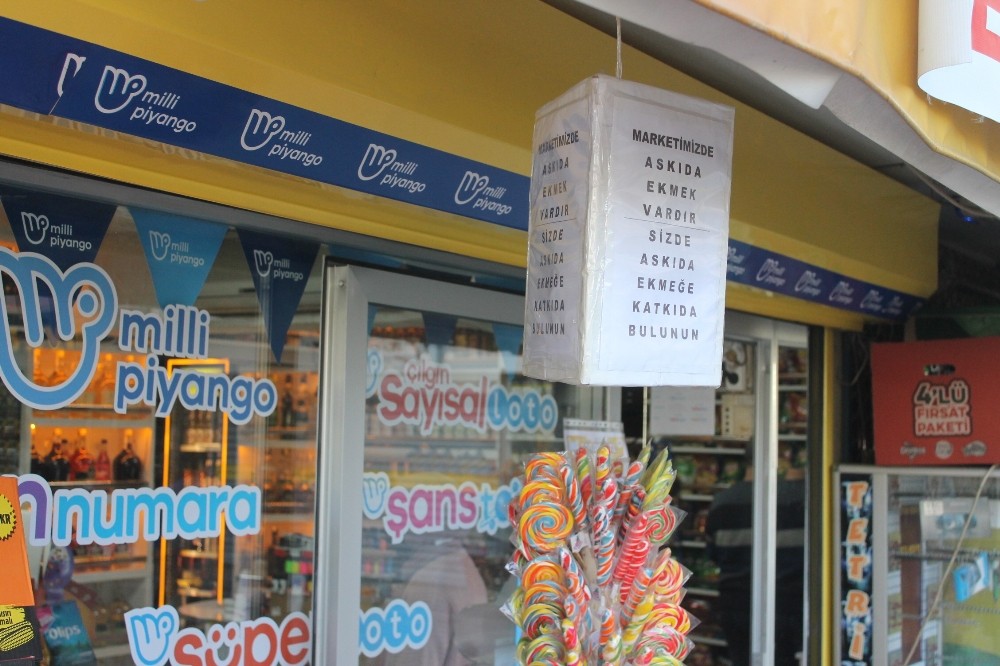 milli
piyango
milli
piyango
milli
piyango
milli
piyango
milli
piyango
milli
piyango
milli
piyango
milli
piyango
çılgın
Sayısal Loto
numara
şans
süpe
loto
MARKETİMİZDE
ASKIDA
EKMEK
VARDIR
SİZDE
ASKIDA
EKMEĞE
KATKIDA
BULUNUN
MARKETİMİZDE
ASKIDA
EKMEK
VARDIR
SİZDE
ASKIDA
EKMEĞE
KATKIDA
BULUNUN
4'LÜ
FIRSAT
PAKETİ
TETRİ